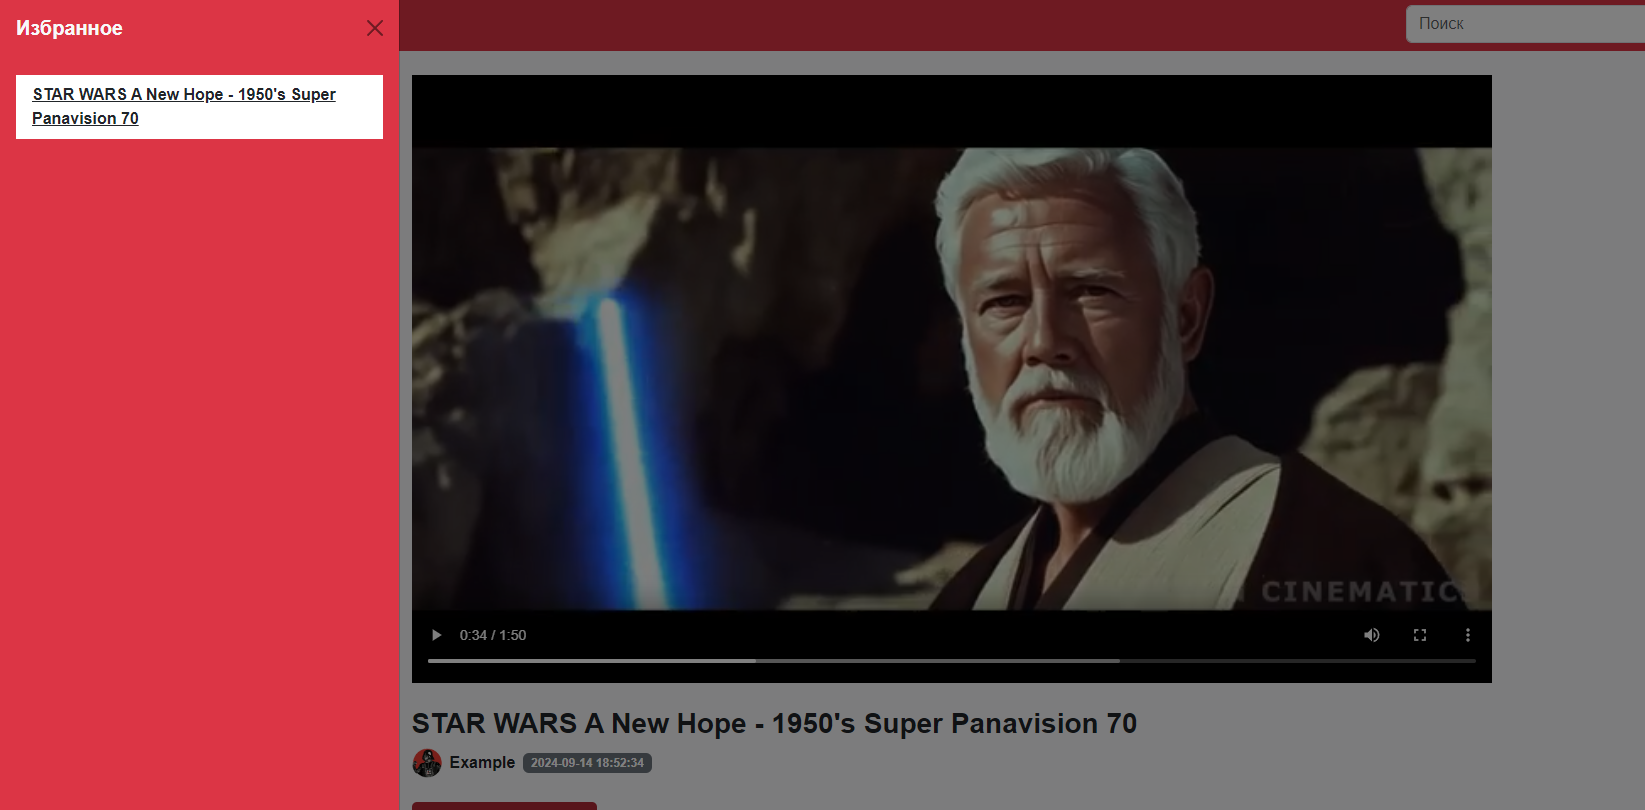 Избранное
STAR WARS A New Hope - 1950's Super
Panavision 70
Поиск
CINEMATIC
0:34 / 1:50
STAR WARS A New Hope - 1950's Super Panavision 70
Example
2024-09-14 18:52:34